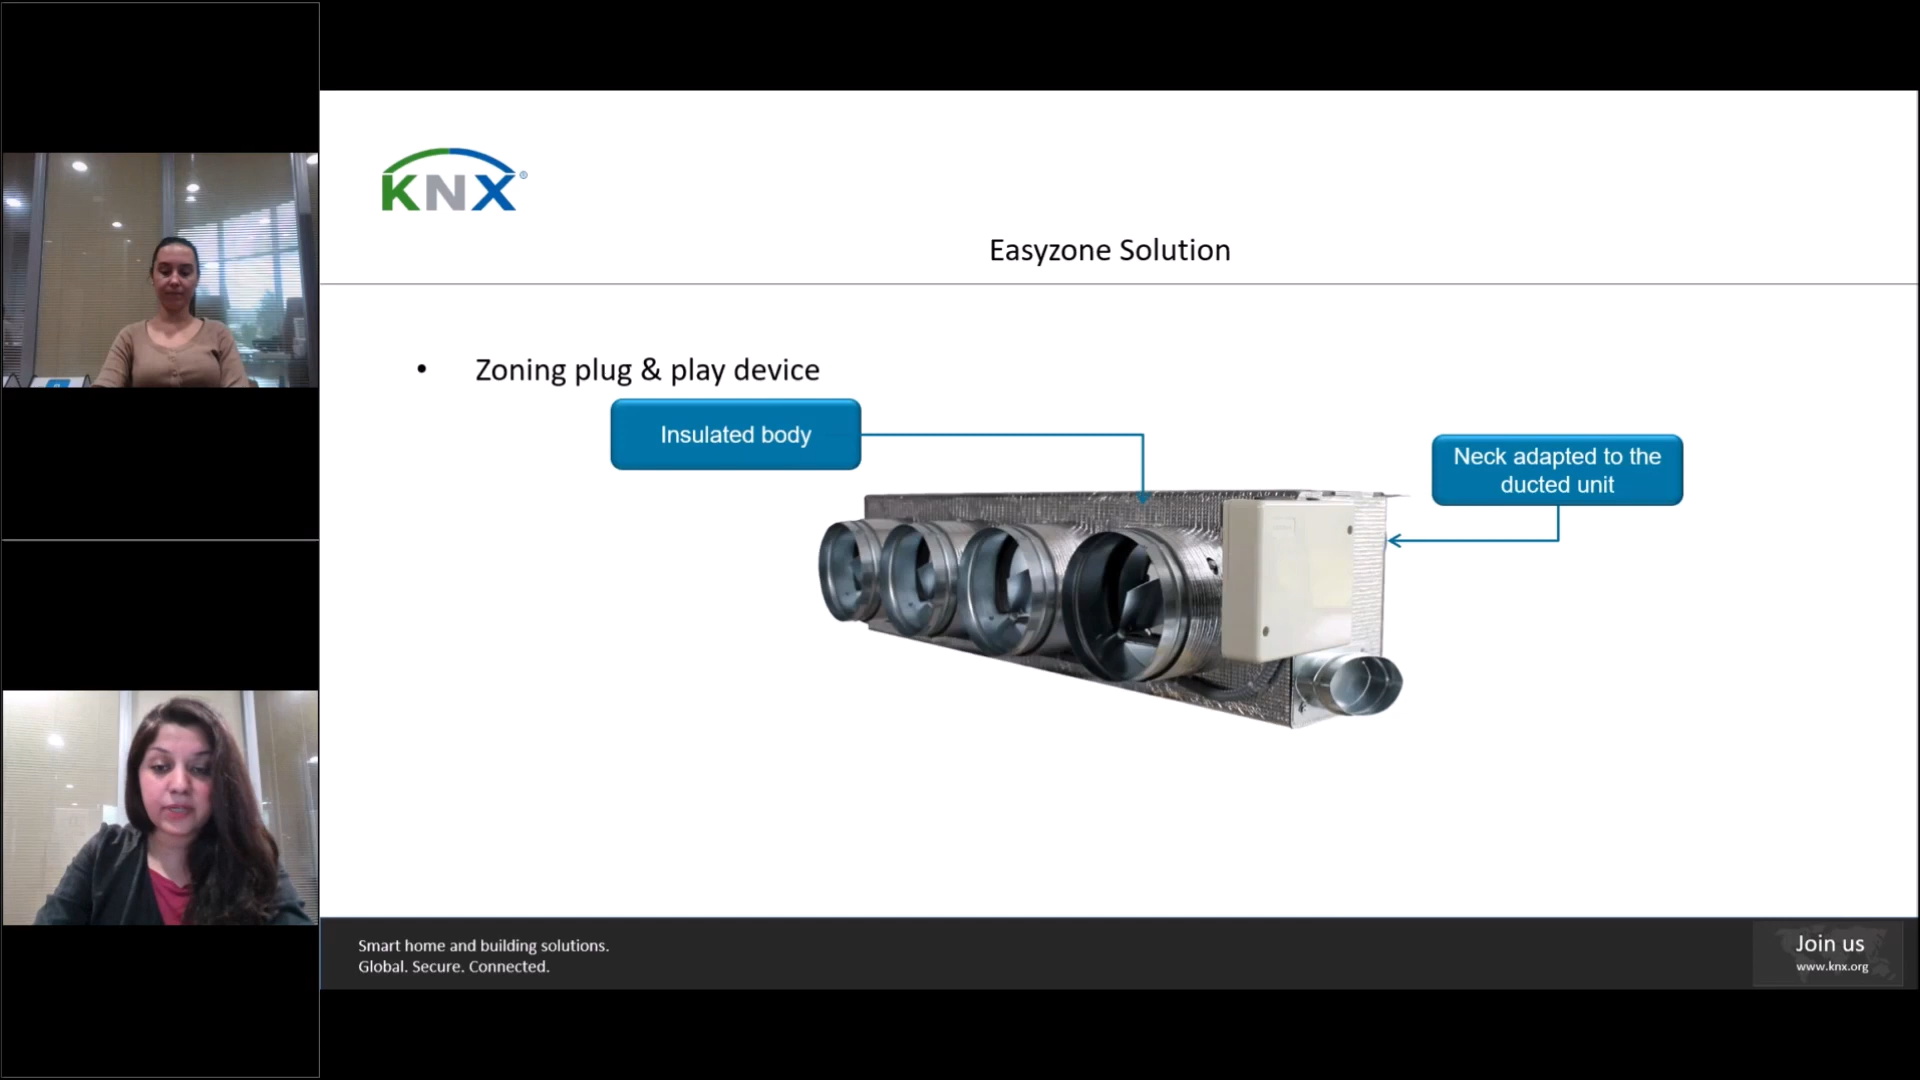 KNX®
Easyzone Solution
• Zoning plug & play device
Insulated body
Neck adapted to the
ducted unit
Smart home and building solutions.
Global. Secure. Connected.
Join us
www.knx.org